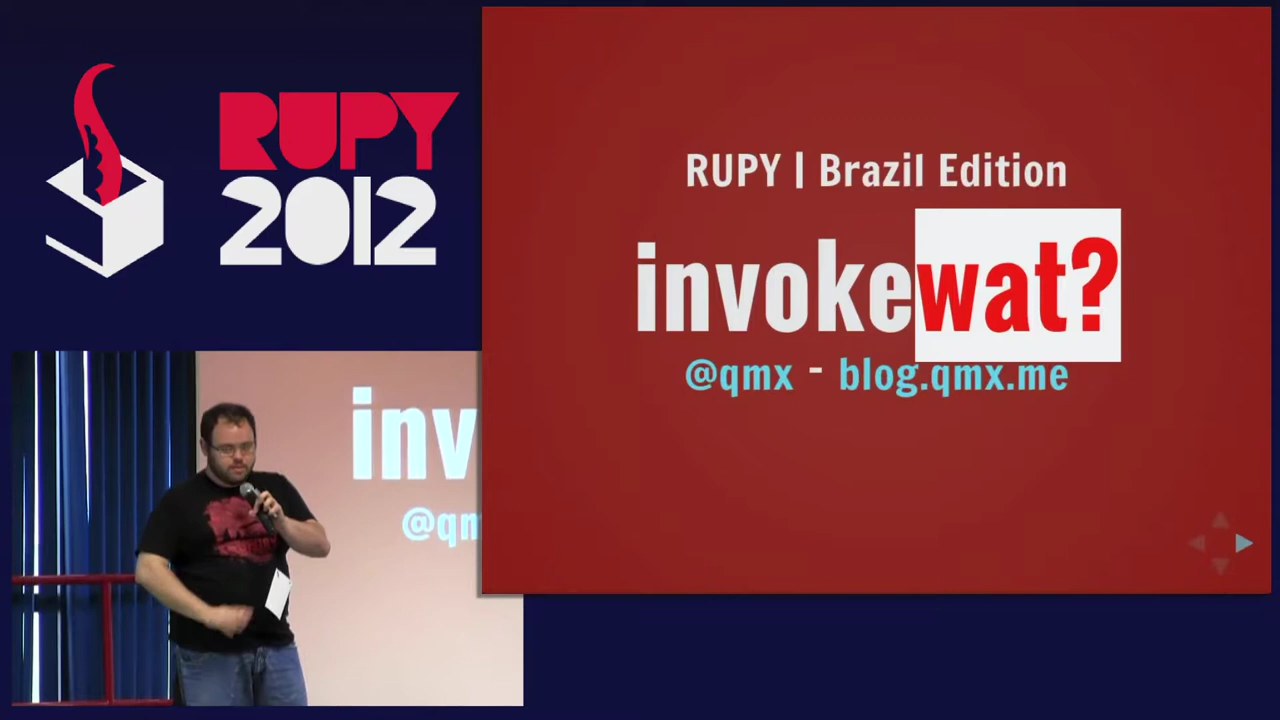 RUPY
2012
RUPY | Brazil Edition
invokewat?
@qmx - blog.qmx.me
inv
@qm